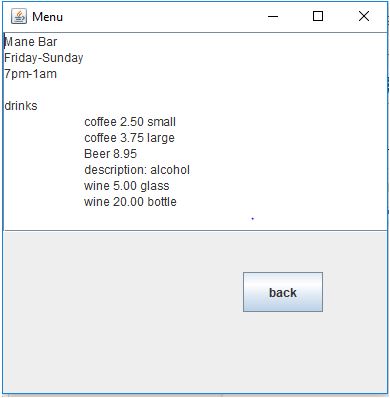 Menu
Mane Bar
Friday-Sunday
7pm-1am
drinks
coffee 2.50 small
coffee 3.75 large
Beer 8.95
description: alcohol
wine 5.00 glass
wine 20.00 bottle
back